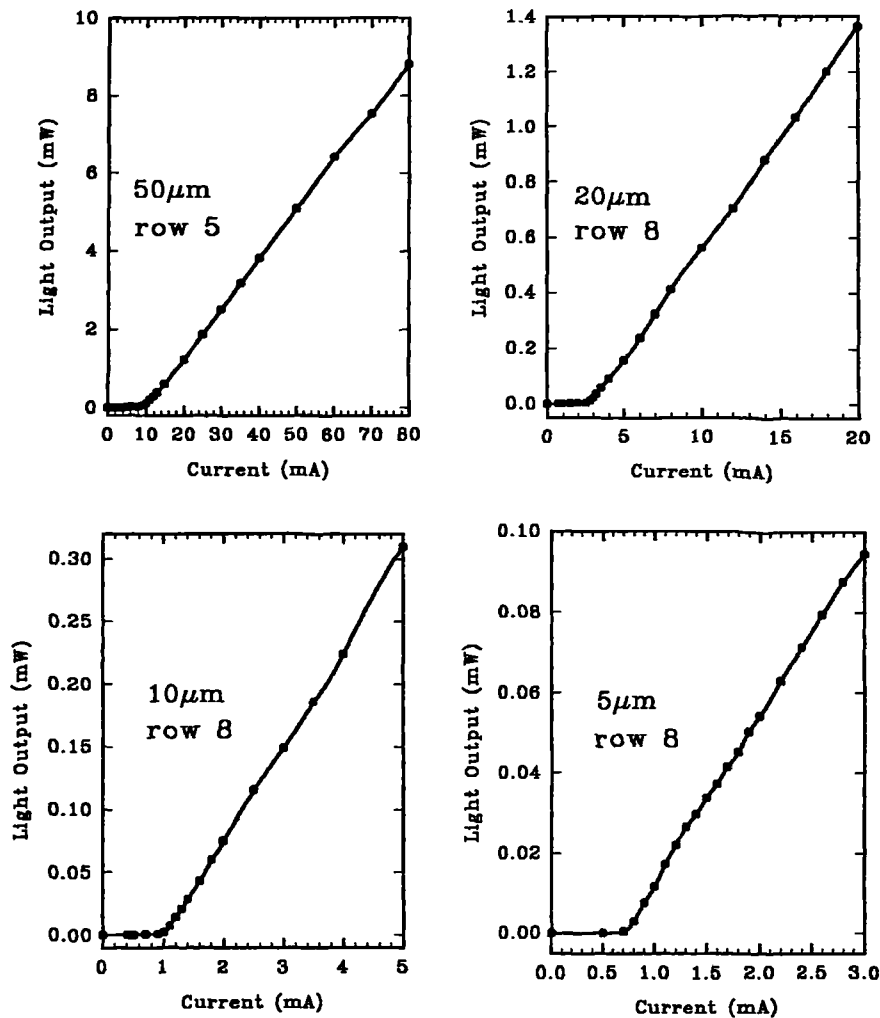 10
8
6
4
2
0
Light Output (mW)
50μm
row 5
0 10 20 30 40 50 60 70 80
Current (mA)
1.4
1.2
1.0
0.8
0.6
0.4
0.2
0.0
Light Output (mW)
20μm
row 8
0 5 10 15 20
Current (mA)
0.30
0.25
0.20
0.15
0.10
0.05
0.00
Light Output (mW)
10μm
row 8
0 1 2 3 4 5
Current (mA)
0.10
0.08
0.06
0.04
0.02
0.00
Light Output (mW)
5μm
row 8
0.0 0.5 1.0 1.5 2.0 2.5 3.0
Current (mA)